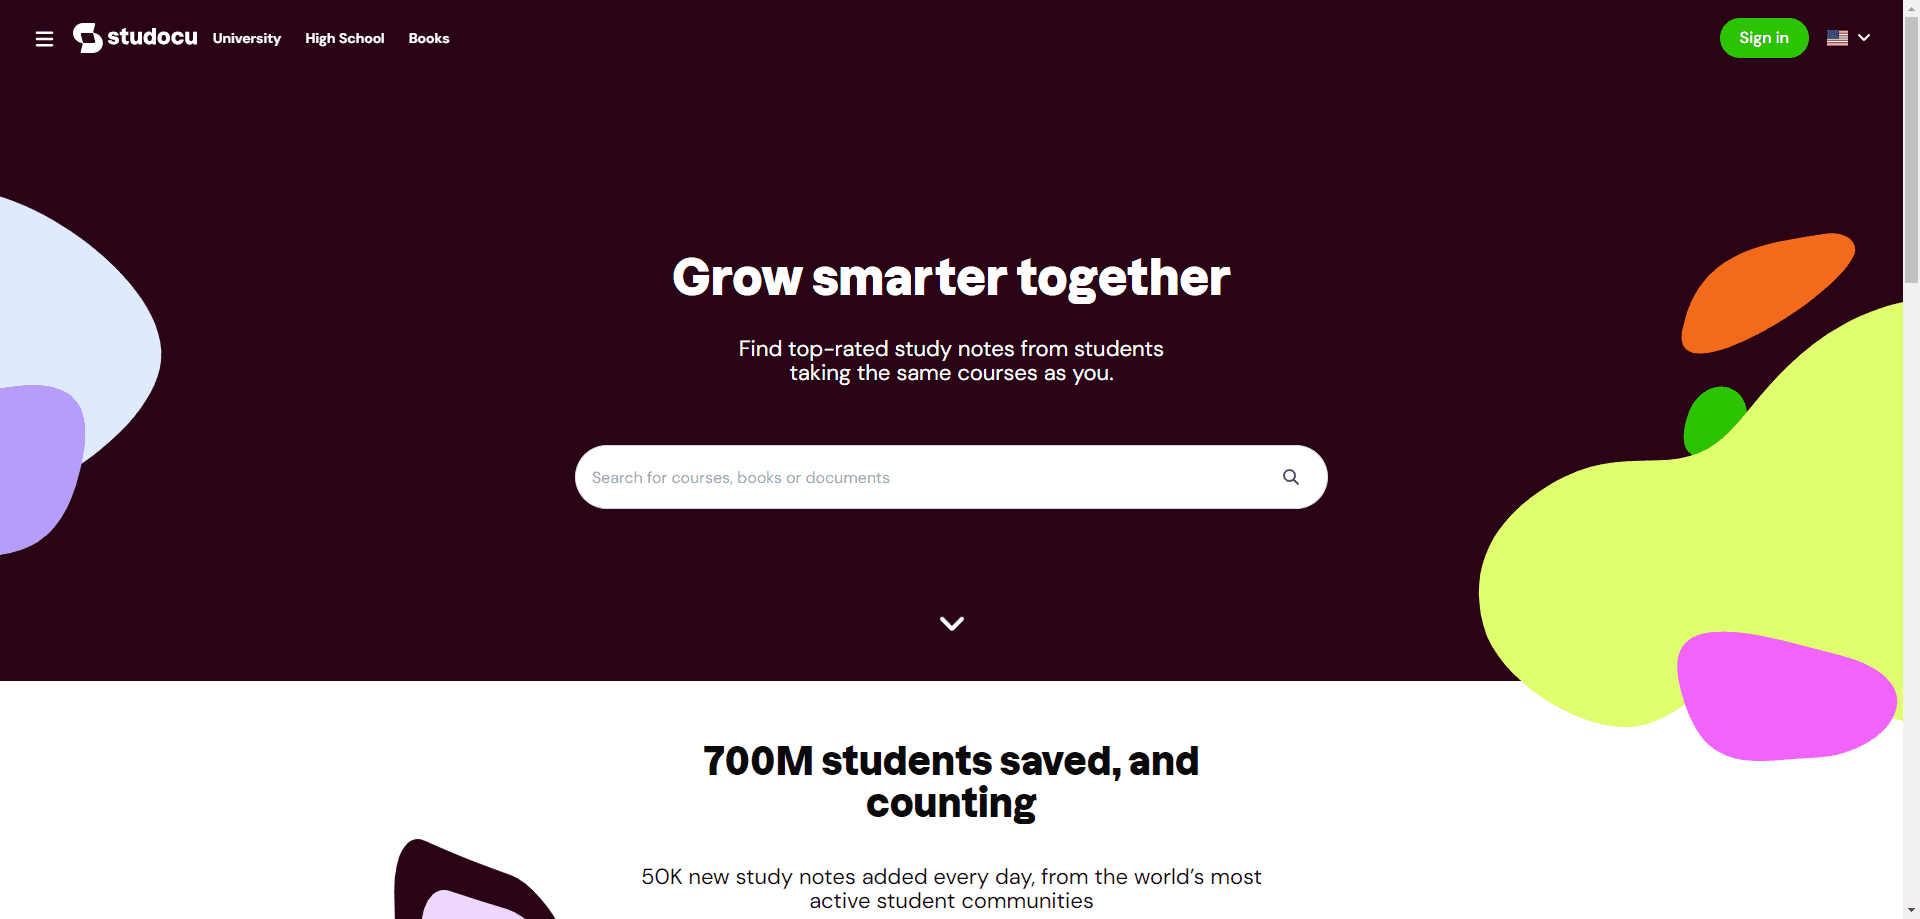 studocu University High School Books Sign in
Grow smarter together
Find top-rated study notes from students
taking the same courses as you.
Search for courses, books or documents
700M students saved, and
counting
50K new study notes added every day, from the world's most
active student communities